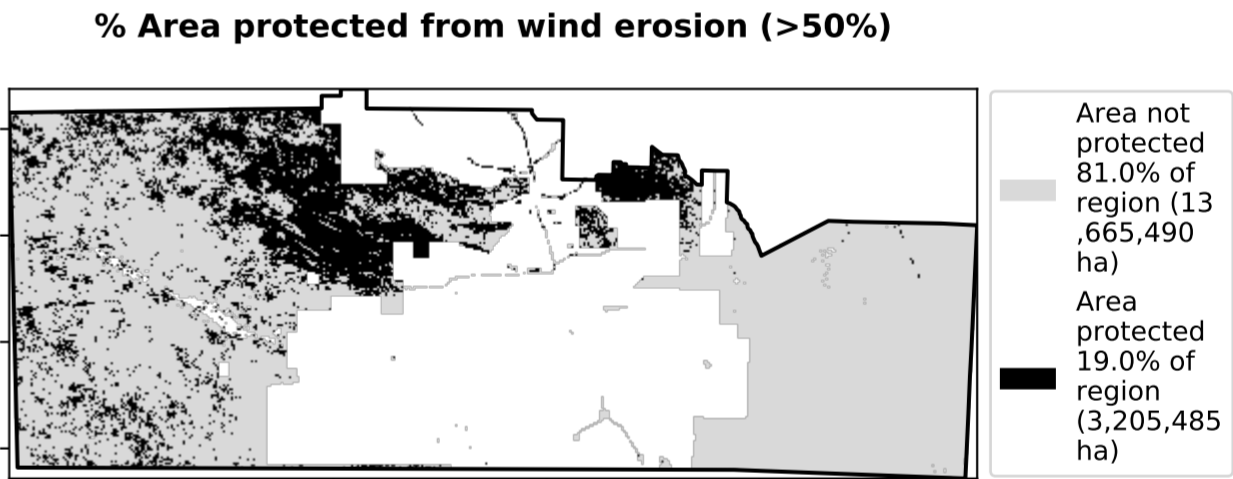 % Area protected from wind erosion (>50%)
Area not
protected
81.0% of
region (13
,665,490
ha)
Area
protected
19.0% of
region
(3,205,485
ha)